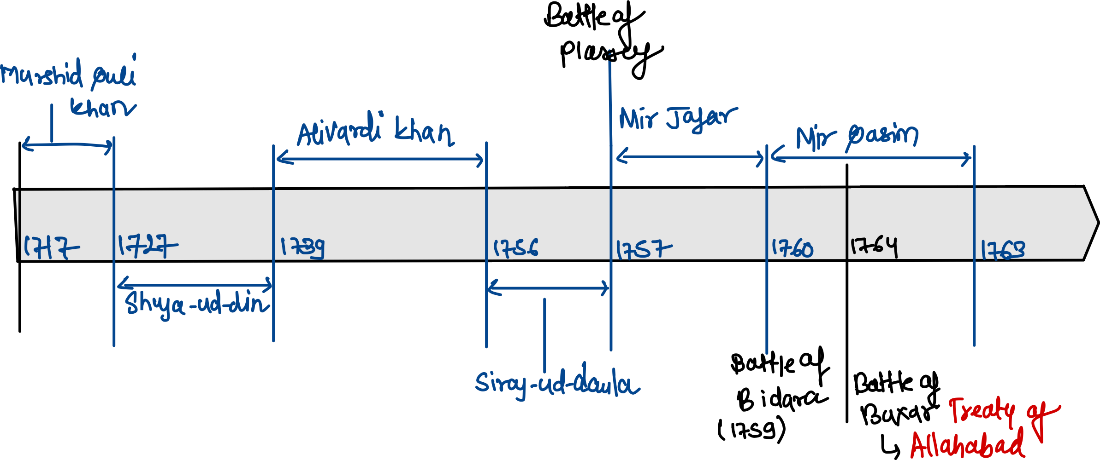 Battle of
Plassey
Murshid Quli
Khan
Alivardi Khan
Mir Jafar
Mir Qasim
1717
1727
1739
1756
1757
1760
1764
1763
Shuja-ud-din
Siraj-ud-daula
Battle of
Bidara
(1759)
Battle of
Buxar
↳ Treaty of
Allahabad